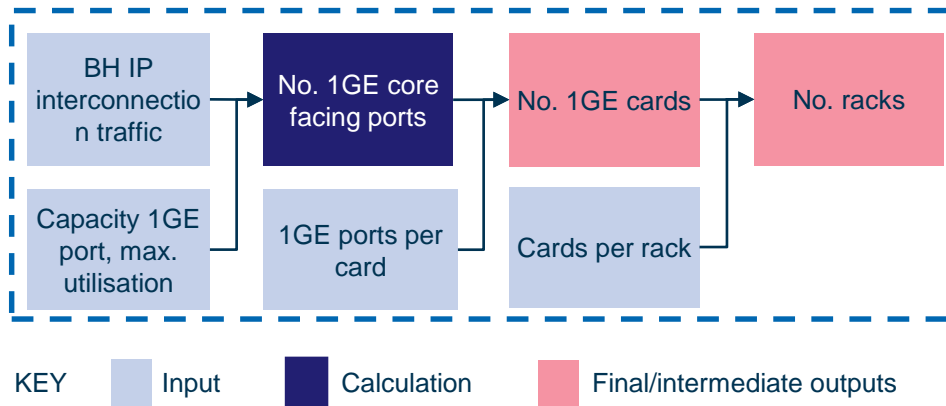 BH IP
interconnectio
n traffic
No. 1GE core
facing ports
No. 1GE cards
No. racks
Capacity 1GE
port, max.
utilisation
1GE ports per
card
Cards per rack
KEY
Input
Calculation
Final/intermediate outputs